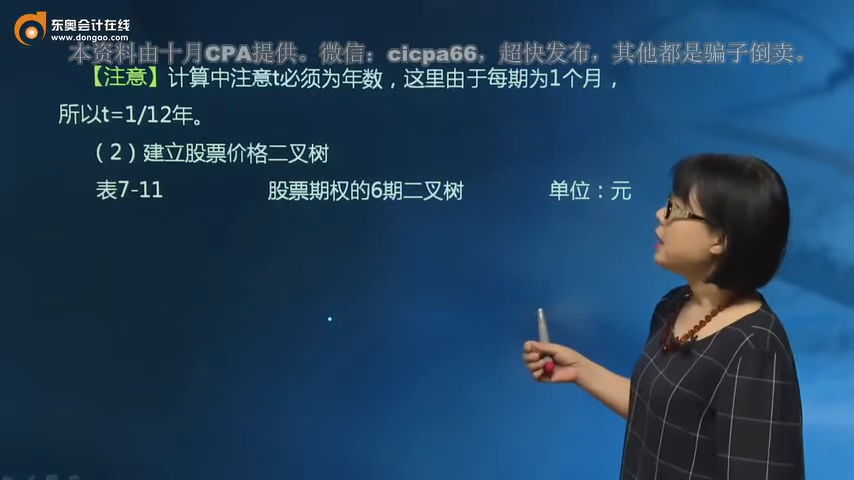 东奥会计在线
www.dongao.com
本资料由十月CPA提供。微信：cicpa66，超快发布，其他都是骗子倒卖。
【注意】计算中注意t必须为年数，这里由于每期为1个月，
所以t=1/12年。
（2）建立股票价格二叉树
表7-11 股票期权的6期二叉树 单位：元